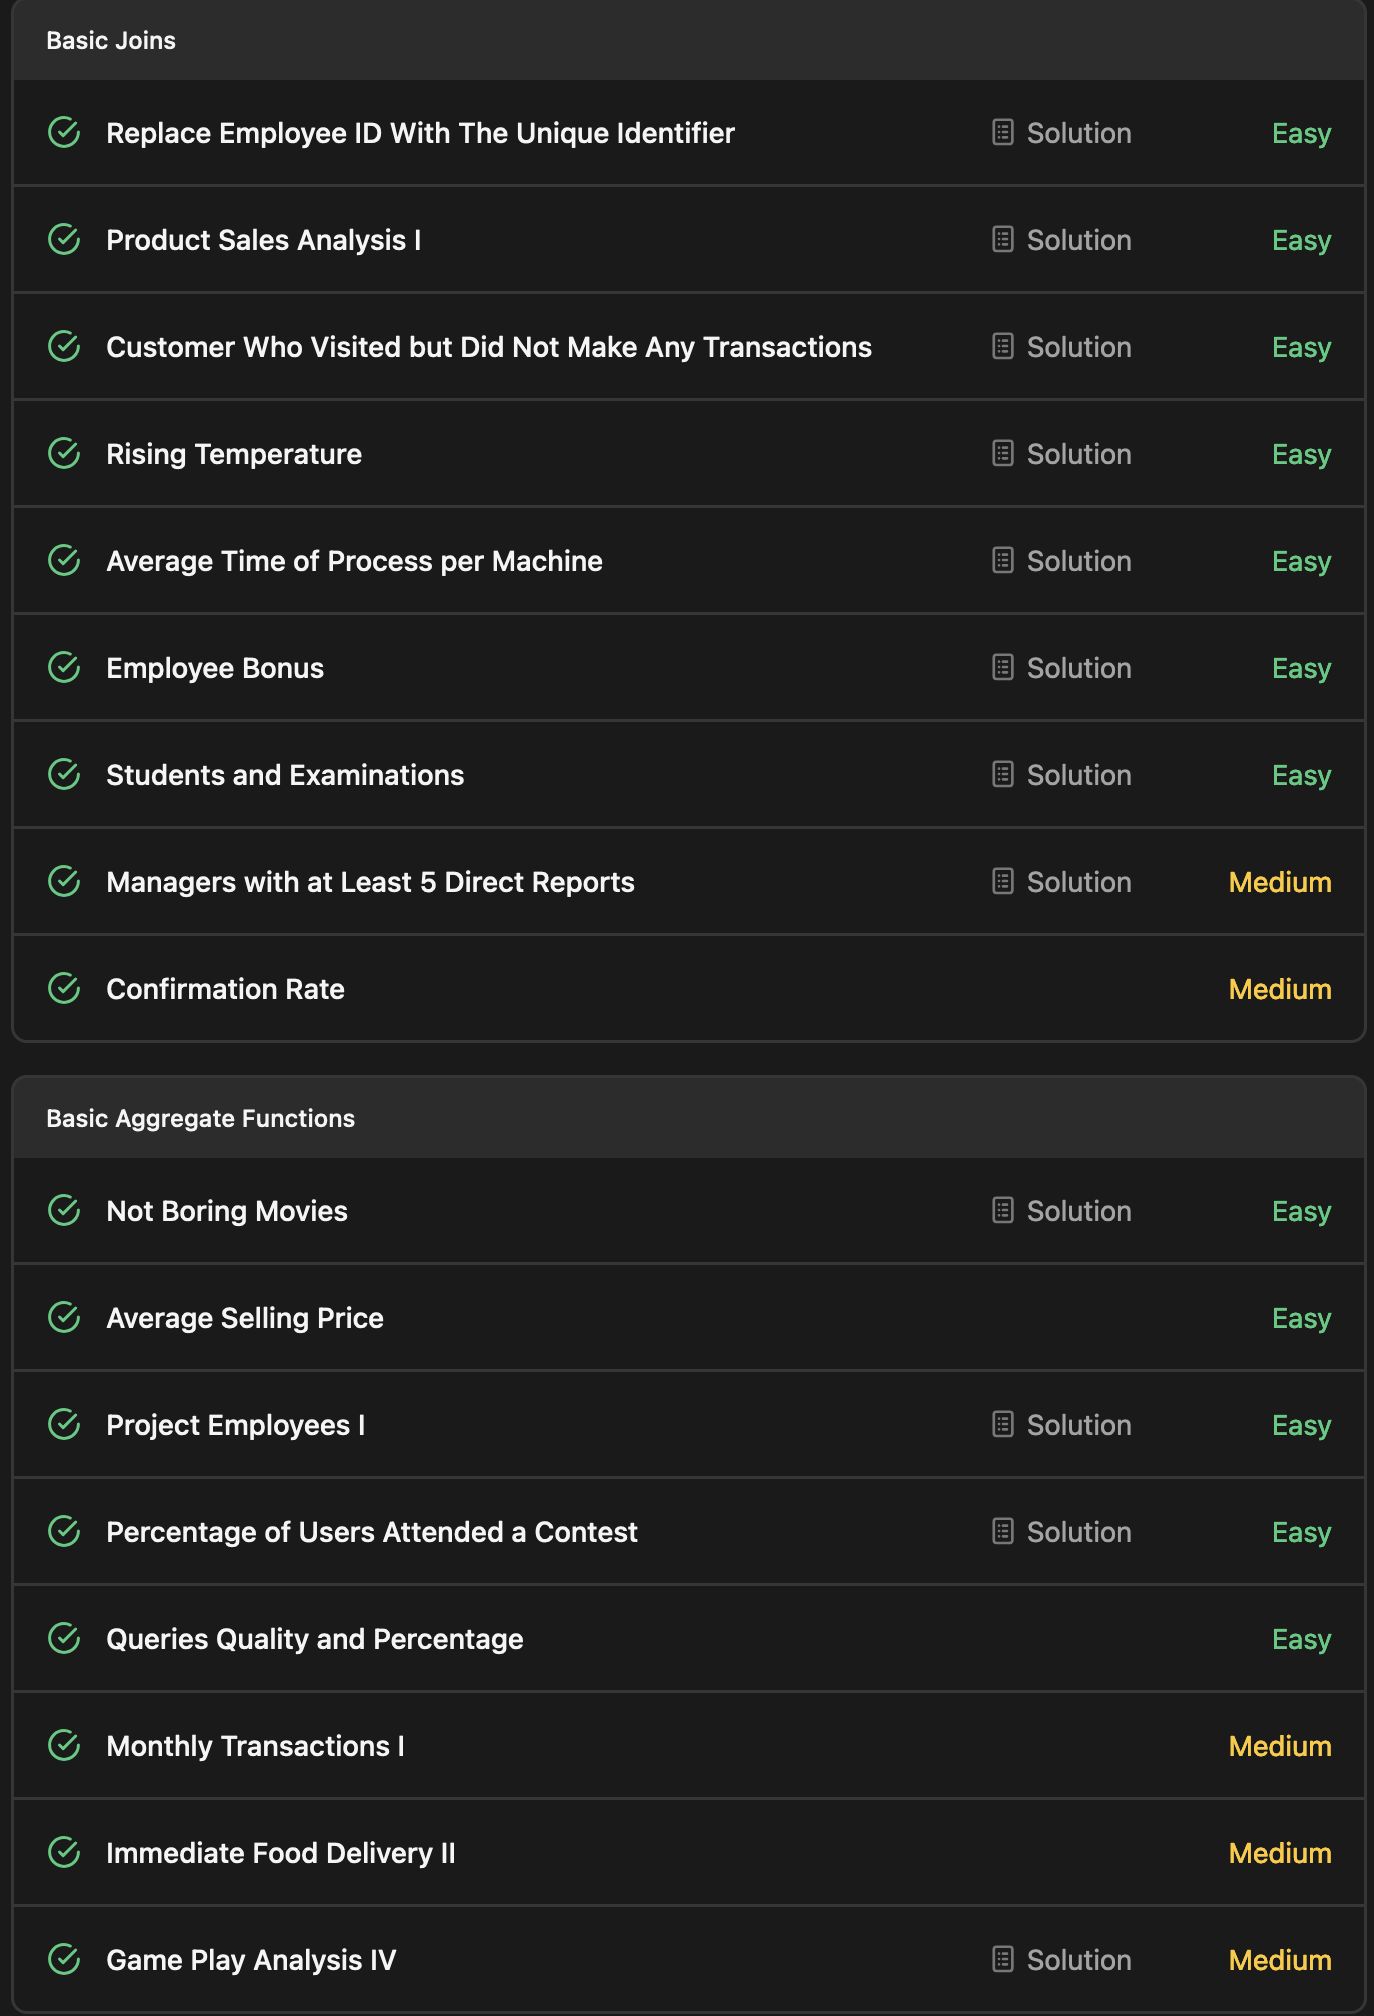 Basic Joins
Replace Employee ID With The Unique Identifier Solution Easy
Product Sales Analysis I Solution Easy
Customer Who Visited but Did Not Make Any Transactions Solution Easy
Rising Temperature Solution Easy
Average Time of Process per Machine Solution Easy
Employee Bonus Solution Easy
Students and Examinations Solution Easy
Managers with at Least 5 Direct Reports Solution Medium
Confirmation Rate Medium
Basic Aggregate Functions
Not Boring Movies Solution Easy
Average Selling Price Easy
Project Employees I Solution Easy
Percentage of Users Attended a Contest Solution Easy
Queries Quality and Percentage Easy
Monthly Transactions I Medium
Immediate Food Delivery II Medium
Game Play Analysis IV Solution Medium